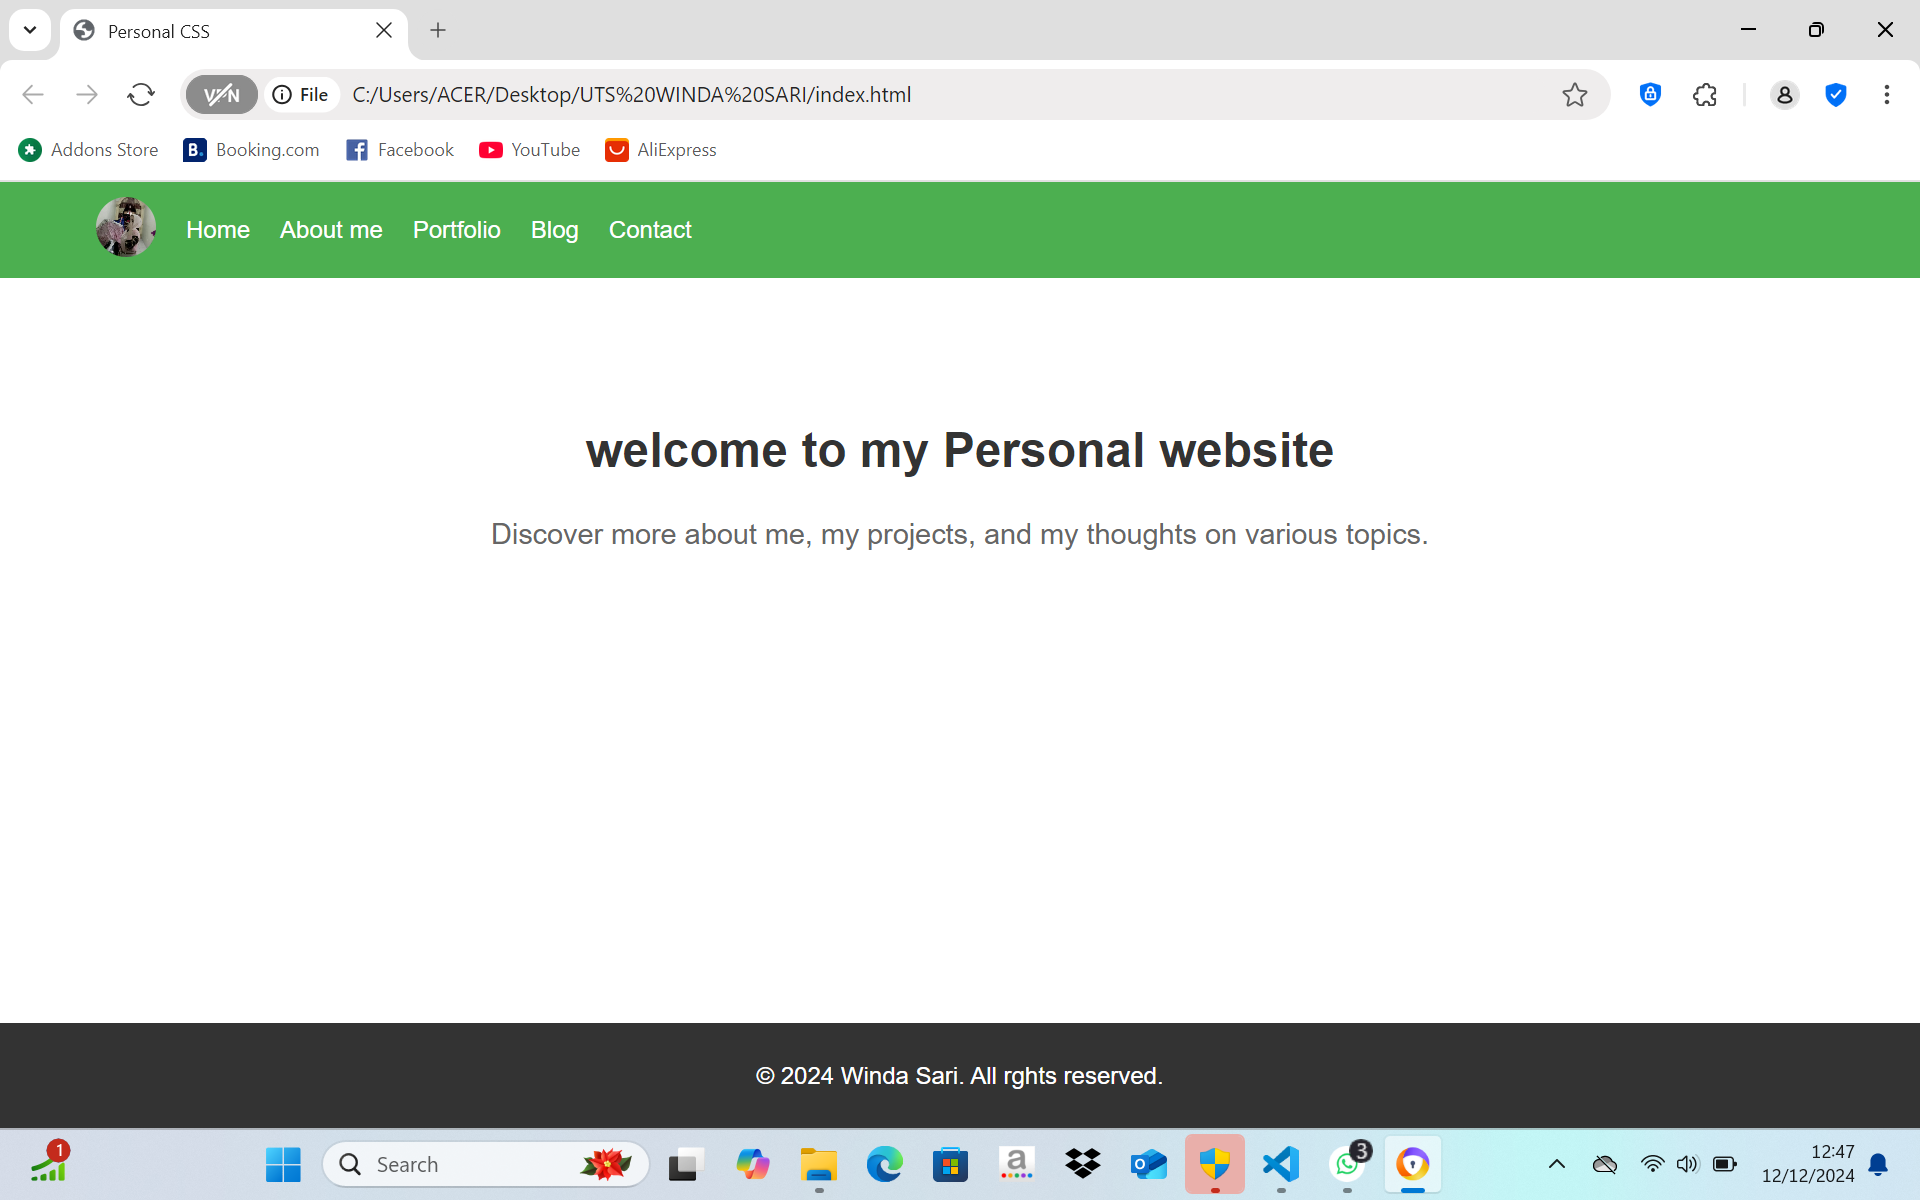 Personal CSS
VPN
File
C:/Users/ACER/Desktop/UTS%20WINDA%20SARI/index.html
Addons Store
B. Booking.com
Facebook
YouTube
AliExpress
Home
About me
Portfolio
Blog
Contact
welcome to my Personal website
Discover more about me, my projects, and my thoughts on various topics.
© 2024 Winda Sari. All rghts reserved.
1
Search
a
3
12:47
12/12/2024